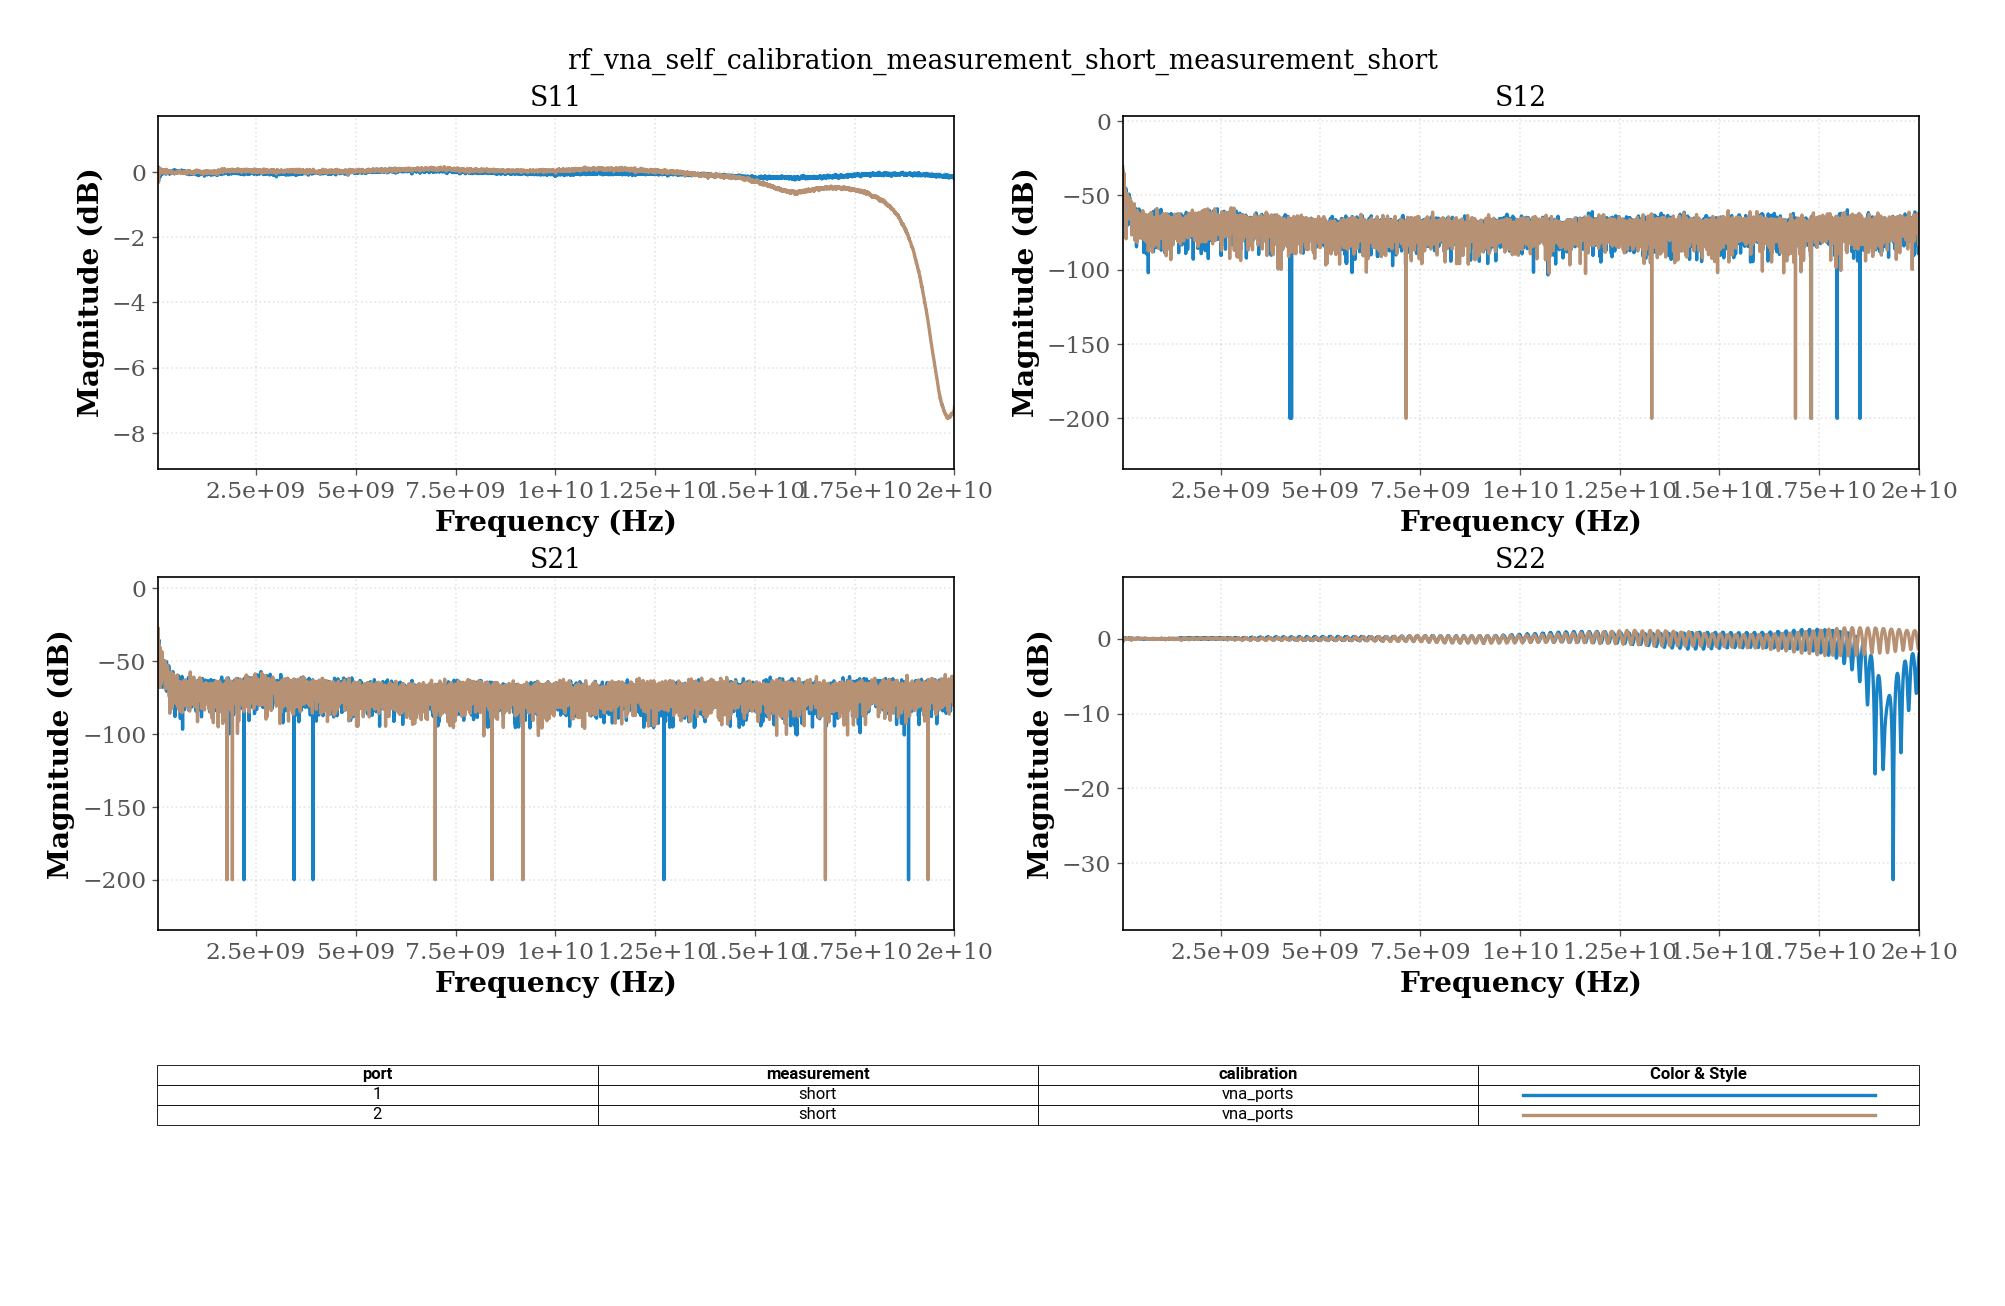 rf_vna_self_calibration_measurement_short_measurement_short
S11
0
−2
−4
−6
−8
Magnitude (dB)
2.5e+09 5e+09 7.5e+09 1e+10 1.25e+10 1.5e+10 1.75e+10 2e+10
Frequency (Hz)
S12
0
−50
−100
−150
−200
Magnitude (dB)
2.5e+09 5e+09 7.5e+09 1e+10 1.25e+10 1.5e+10 1.75e+10 2e+10
Frequency (Hz)
S21
0
−50
−100
−150
−200
Magnitude (dB)
2.5e+09 5e+09 7.5e+09 1e+10 1.25e+10 1.5e+10 1.75e+10 2e+10
Frequency (Hz)
S22
0
−10
−20
−30
Magnitude (dB)
2.5e+09 5e+09 7.5e+09 1e+10 1.25e+10 1.5e+10 1.75e+10 2e+10
Frequency (Hz)
port measurement calibration Color & Style
1 short vna_ports
2 short vna_ports